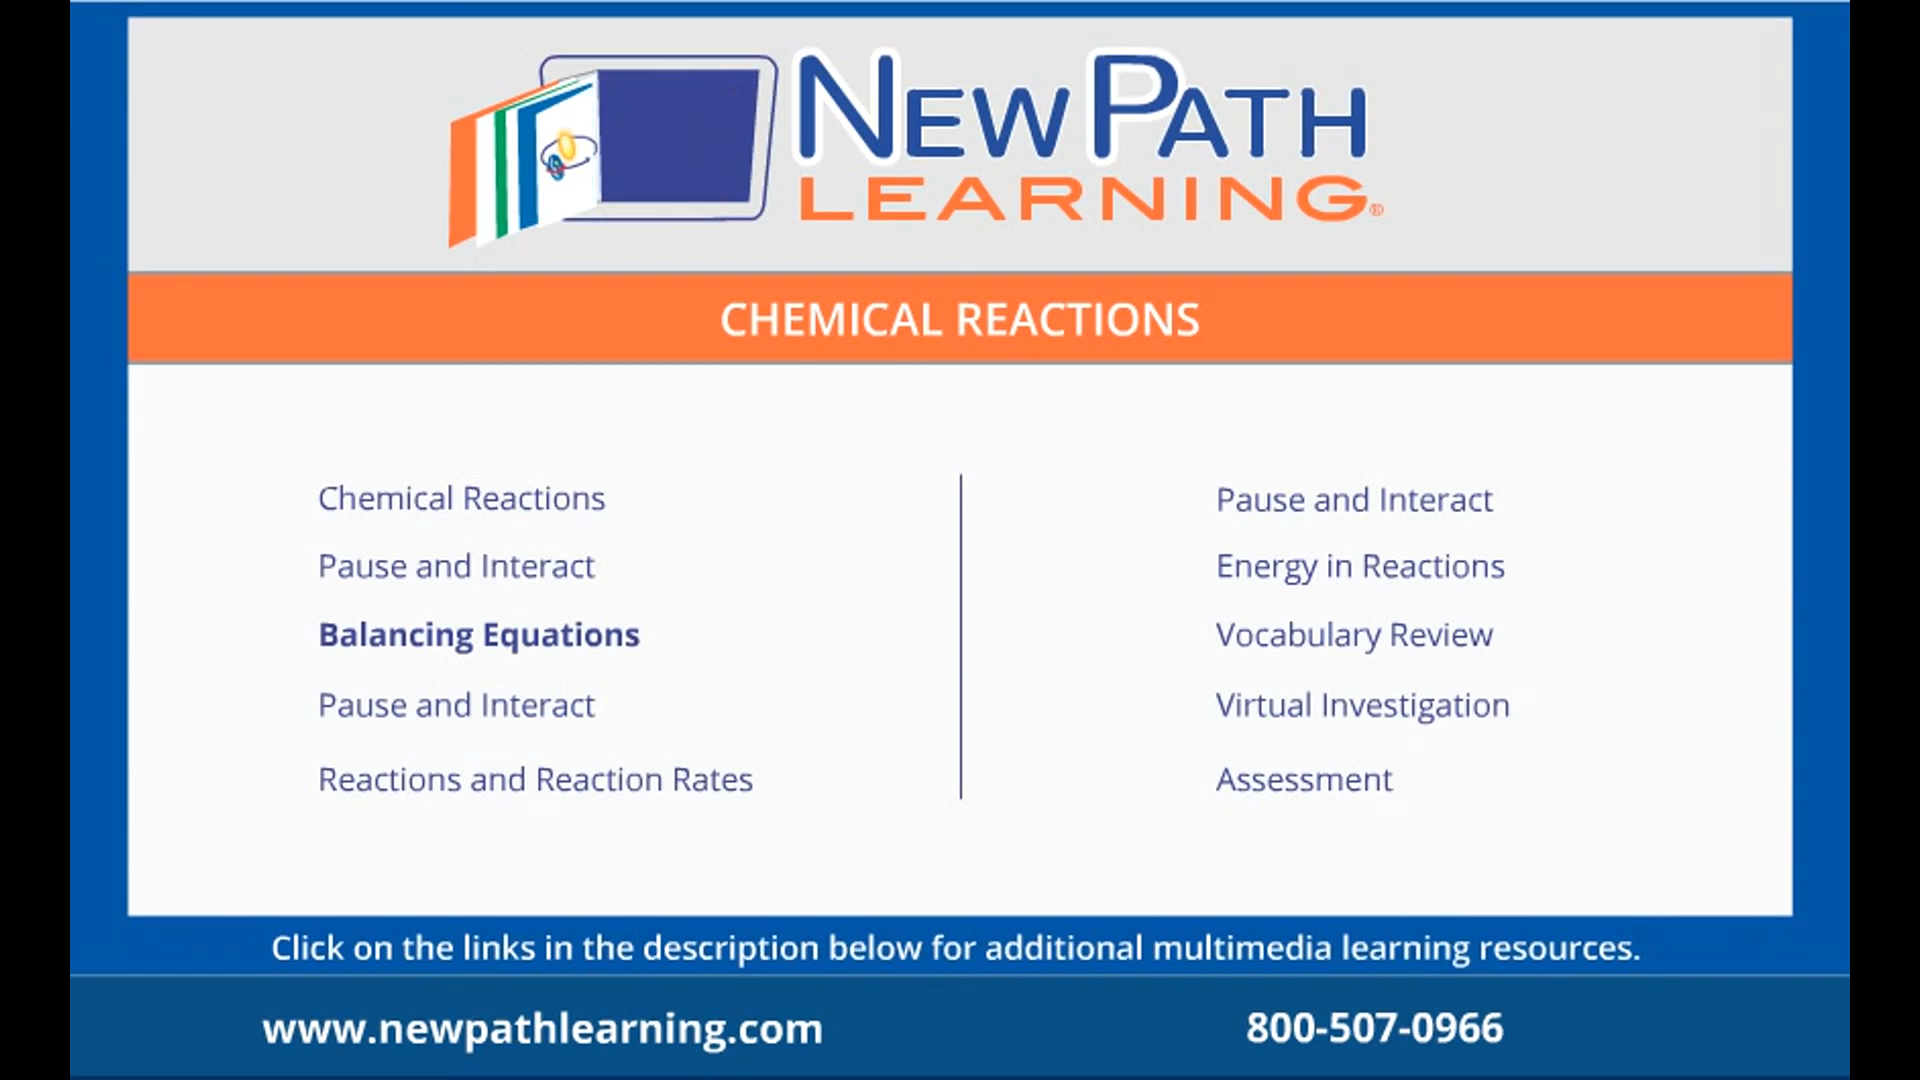 NEWPATH
LEARNING®
CHEMICAL REACTIONS
Chemical Reactions
Pause and Interact
Balancing Equations
Pause and Interact
Reactions and Reaction Rates
Pause and Interact
Energy in Reactions
Vocabulary Review
Virtual Investigation
Assessment
Click on the links in the description below for additional multimedia learning resources.
www.newpathlearning.com
800-507-0966